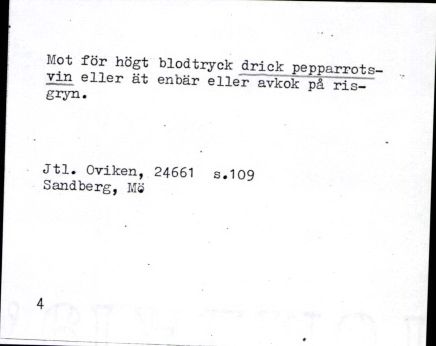 Mot för högt blodtryck drick pepparrots-
vin eller ät enbär eller avkok på ris-
gryn.
Jtl. Oviken, 24661 s.109
Sandberg, Mö
4